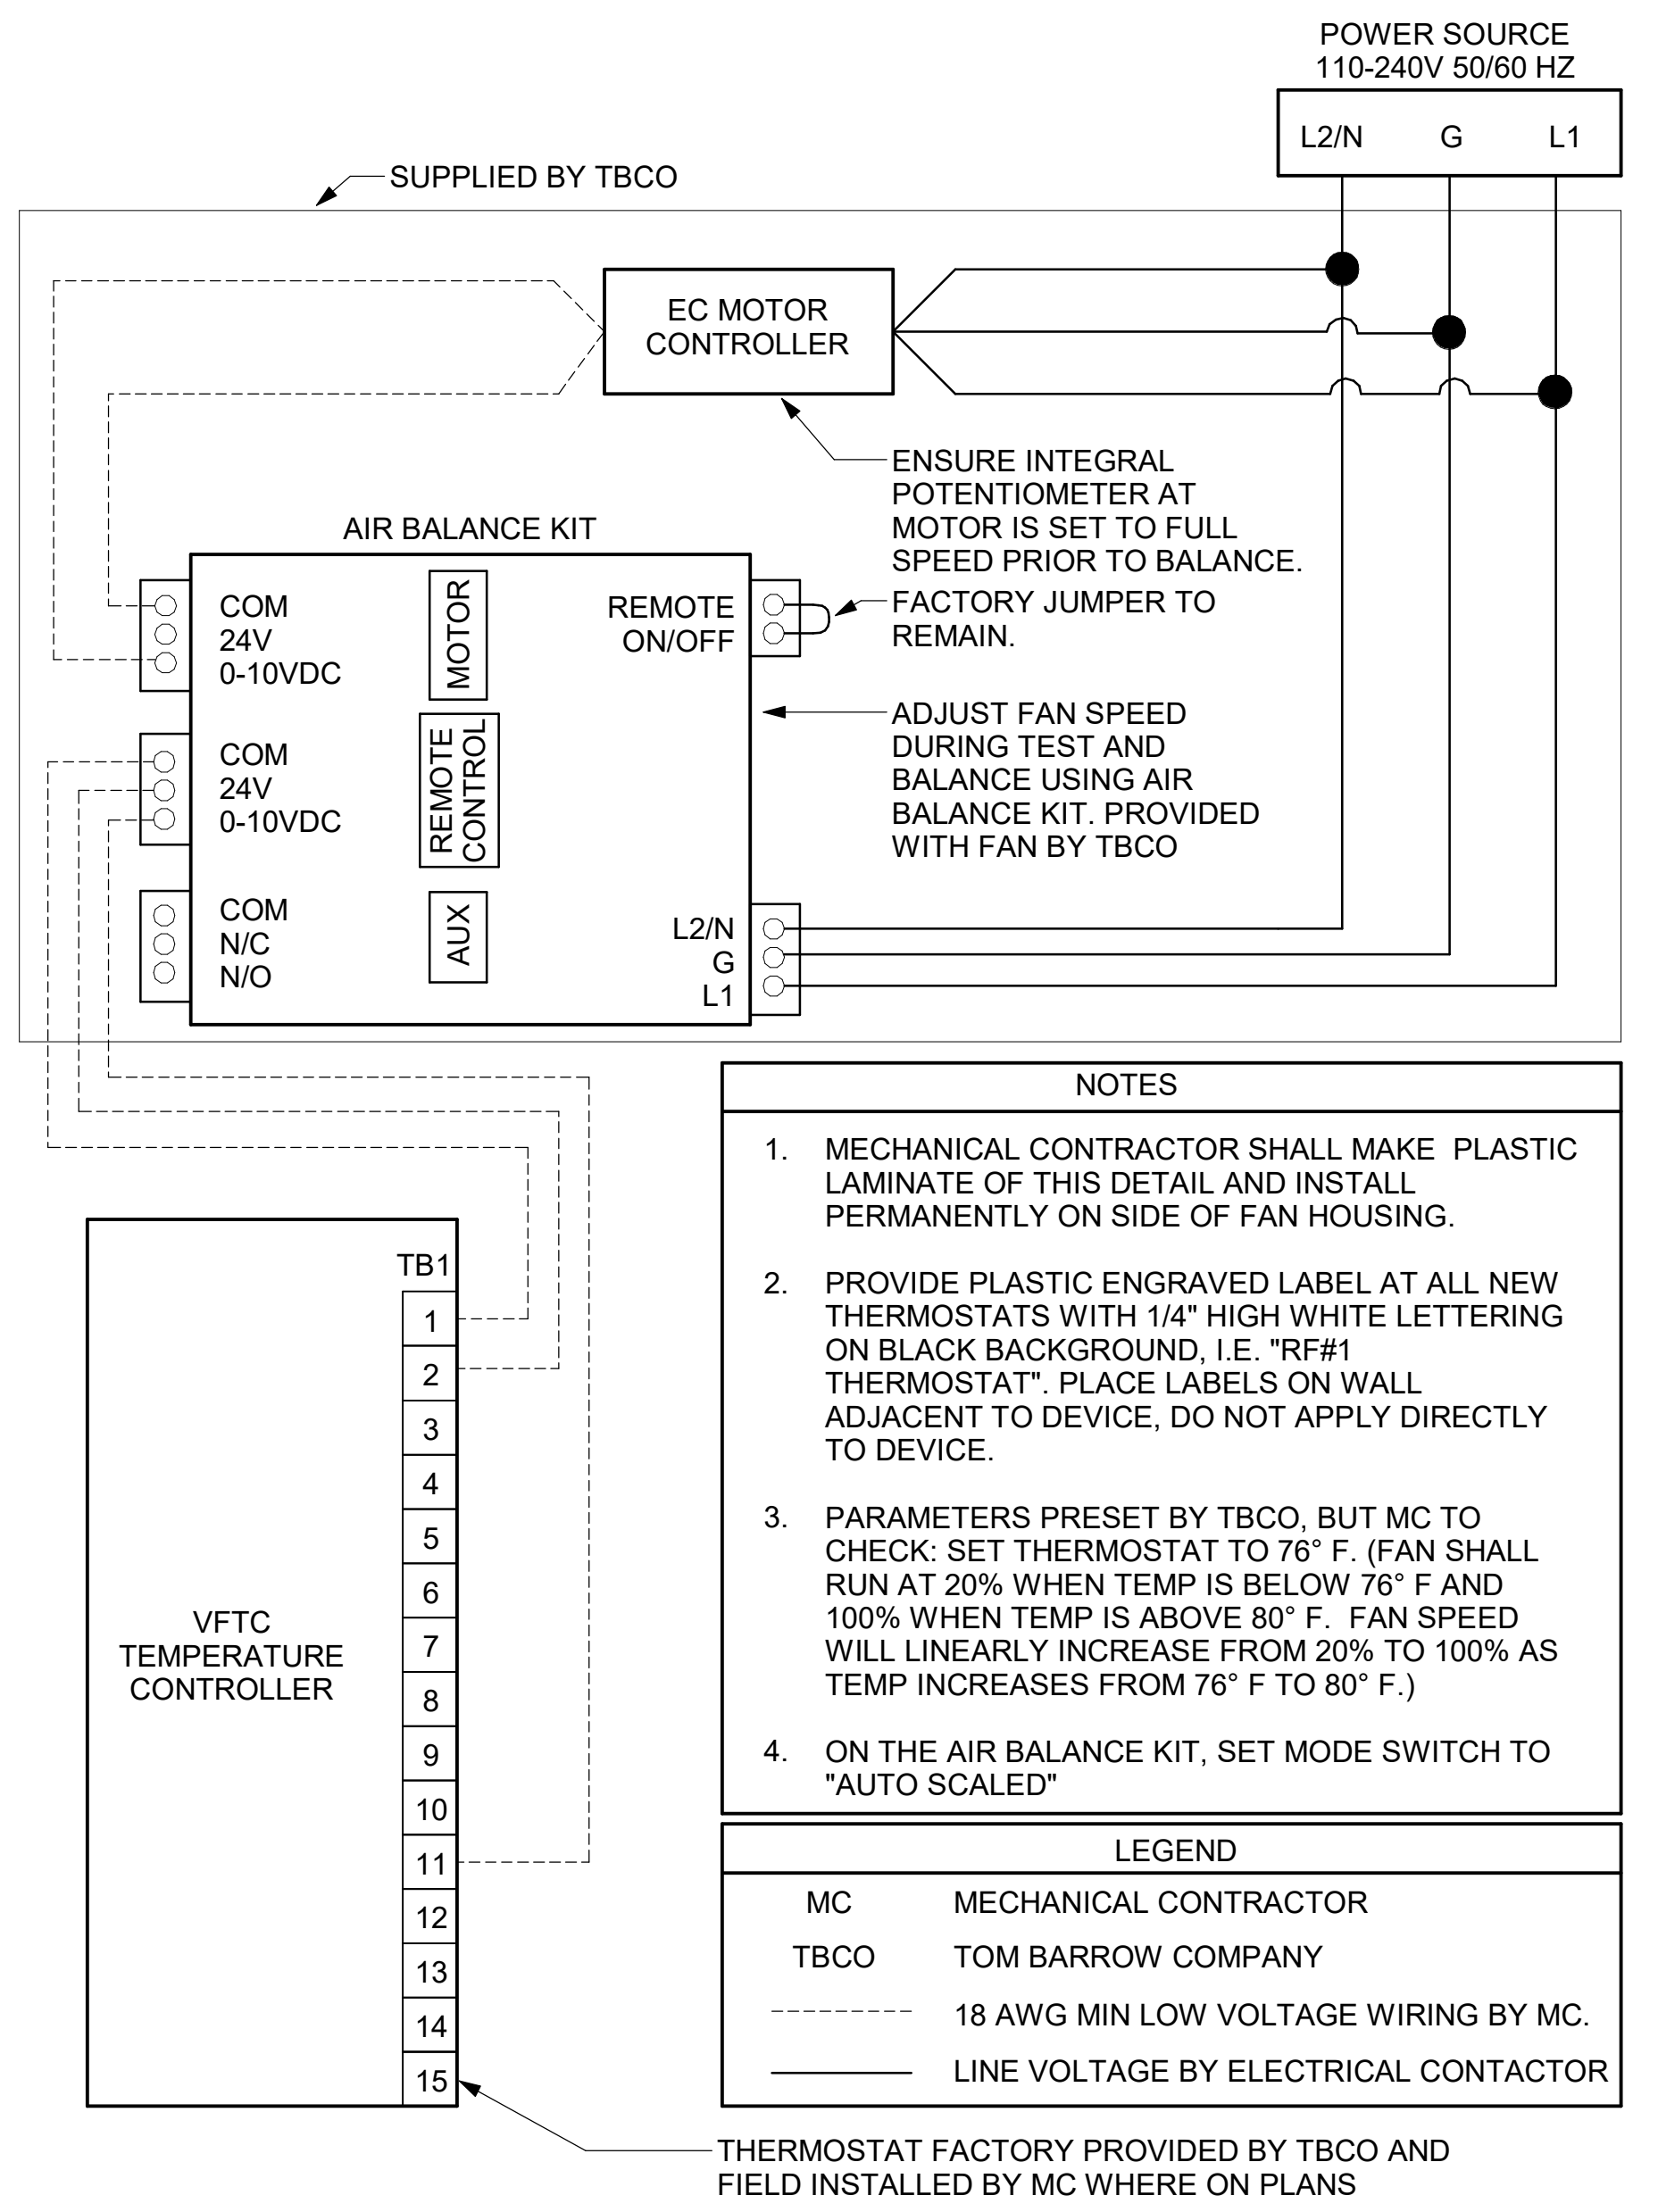 POWER SOURCE
110-240V 50/60 HZ
L2/N G L1
SUPPLIED BY TBCO
EC MOTOR
CONTROLLER
ENSURE INTEGRAL
POTENTIOMETER AT
MOTOR IS SET TO FULL
SPEED PRIOR TO BALANCE.
FACTORY JUMPER TO
REMAIN.
ADJUST FAN SPEED
DURING TEST AND
BALANCE USING AIR
BALANCE KIT. PROVIDED
WITH FAN BY TBCO
AIR BALANCE KIT
COM
24V
0-10VDC
MOTOR
REMOTE
ON/OFF
COM
24V
0-10VDC
REMOTE
CONTROL
COM
N/C
N/O
AUX
L2/N
G
L1
VFTC
TEMPERATURE
CONTROLLER
TB1
1
2
3
4
5
6
7
8
9
10
11
12
13
14
15
NOTES
1. MECHANICAL CONTRACTOR SHALL MAKE PLASTIC
LAMINATE OF THIS DETAIL AND INSTALL
PERMANENTLY ON SIDE OF FAN HOUSING.
2. PROVIDE PLASTIC ENGRAVED LABEL AT ALL NEW
THERMOSTATS WITH 1/4" HIGH WHITE LETTERING
ON BLACK BACKGROUND, I.E. "RF#1
THERMOSTAT". PLACE LABELS ON WALL
ADJACENT TO DEVICE, DO NOT APPLY DIRECTLY
TO DEVICE.
3. PARAMETERS PRESET BY TBCO, BUT MC TO
CHECK: SET THERMOSTAT TO 76° F. (FAN SHALL
RUN AT 20% WHEN TEMP IS BELOW 76° F AND
100% WHEN TEMP IS ABOVE 80° F. FAN SPEED
WILL LINEARLY INCREASE FROM 20% TO 100% AS
TEMP INCREASES FROM 76° F TO 80° F.)
4. ON THE AIR BALANCE KIT, SET MODE SWITCH TO
"AUTO SCALED"
LEGEND
MC MECHANICAL CONTRACTOR
TBCO TOM BARROW COMPANY
18 AWG MIN LOW VOLTAGE WIRING BY MC.
LINE VOLTAGE BY ELECTRICAL CONTACTOR
THERMOSTAT FACTORY PROVIDED BY TBCO AND
FIELD INSTALLED BY MC WHERE ON PLANS